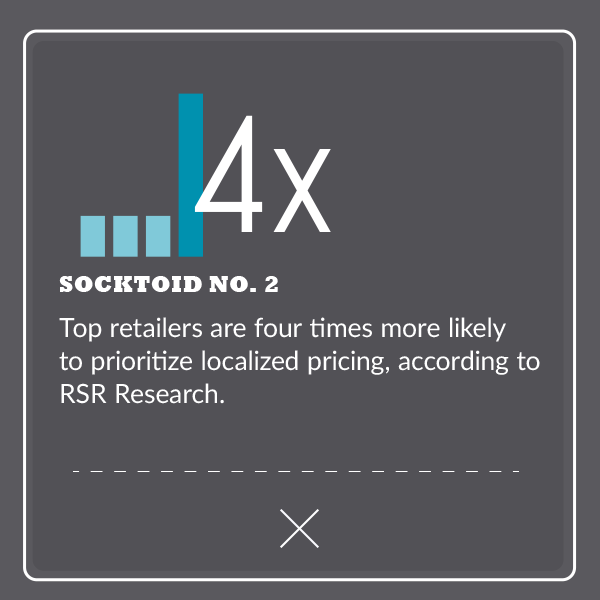 4x
SOCKTOID NO. 2
Top retailers are four times more likely
to prioritize localized pricing, according to
RSR Research.